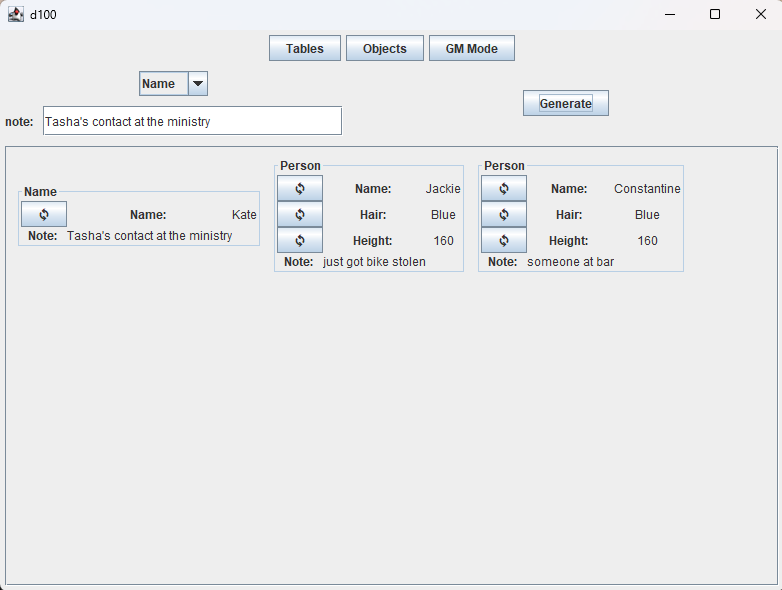 d100
Tables Objects GM Mode
Name
Generate
note: Tasha's contact at the ministry
Name
Name: Kate
Note: Tasha's contact at the ministry
Person
Name: Jackie
Hair: Blue
Height: 160
Note: just got bike stolen
Person
Name: Constantine
Hair: Blue
Height: 160
Note: someone at bar